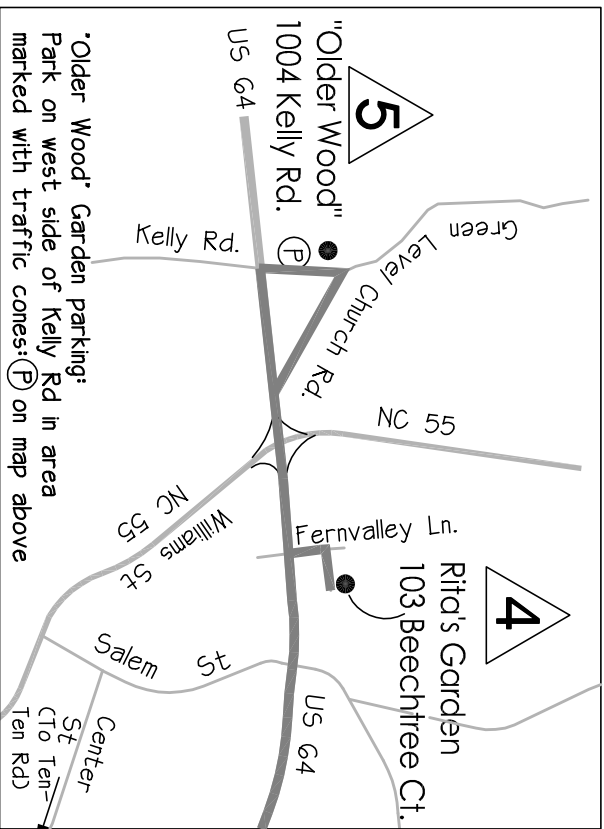 5
"Older Wood"
1004 Kelly Rd.
US 64
Kelly Rd.
P
Green Level Church Rd.
NC 55
NC 55
Williams St
Fernvalley Ln.
4
Rita's Garden
103 Beechtree Ct.
Salem St
US 64
Center
St
(To Ten-
Ten Rd)
"Older Wood" Garden parking:
Park on west side of Kelly Rd in area
marked with traffic cones: P on map above